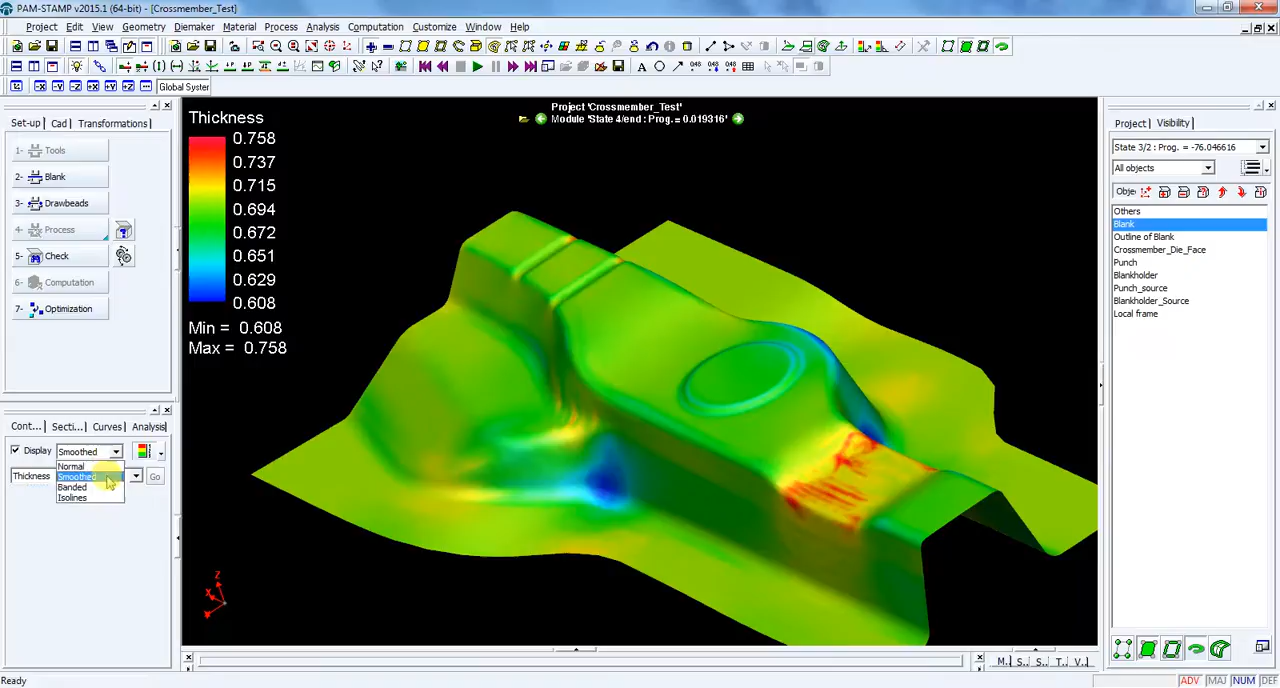 PAM-STAMP v2015.1 (64-bit) - [Crossmember_Test]
Project Edit View Geometry Diemaker Material Process Analysis Computation Customize Window Help
Global Syster
Set-up Cad Transformations
1- Tools
2- Blank
3- Drawbeads
Process
5- Check
6- Computation
7- Optimization
Cont... Secti... Curves Analysis
Display Smoothed
Normal
Thickness Smoothed Go
Banded
Isolines
Project 'Crossmember_Test'
Module 'State 4/end : Prog.= 0.019316'
Thickness
0.758
0.737
0.715
0.694
0.672
0.651
0.629
0.608
Min = 0.608
Max = 0.758
Z
X
M. S.. S.. T.. V..
Project Visibility
State 3/2 : Prog. = -76.046616
All objects
Obje
Others
Blank
Outline of Blank
Crossmember_Die_Face
Punch
Blankholder
Punch_source
Blankholder_Source
Local frame
Ready
ADV MAJ NUM DEF